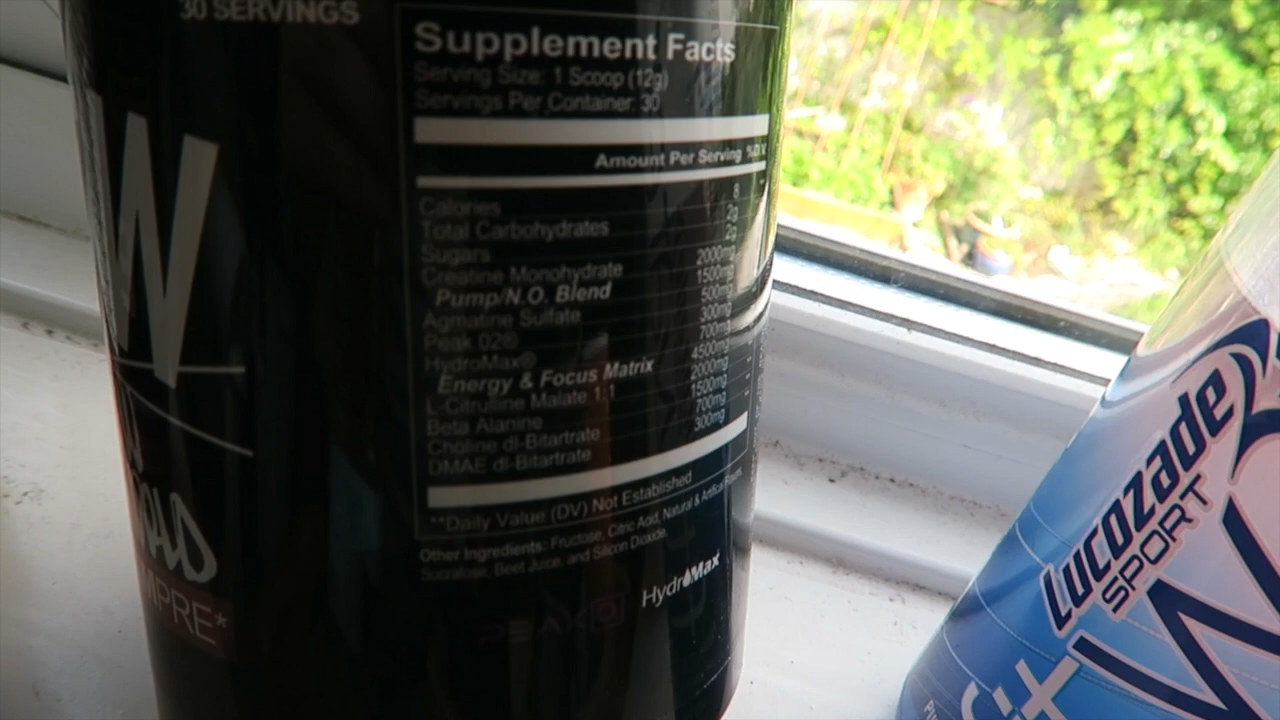 30 SERVINGS
Supplement Facts
Serving Size: 1 Scoop (12g)
Servings Per Container: 30
Amount Per Serving %D.V
Calories 8
Total Carbohydrates 2g
Sugars 2g
Creatine Monohydrate 2000mg
Pump/N.O. Blend 1500mg
Agmatine Sulfate 500mg
Peak O2® 300mg
HydroMax® 700mg
Energy & Focus Matrix 4500mg
L-Citrulline Malate 1:1 2000mg
Beta Alanine 1500mg
Choline dl-Bitartrate 700mg
DMAE dl-Bitartrate 300mg
**Daily Value (DV) Not Established
Other Ingredients: Fructose, Citric Acid, Natural & Artificial Flavors
Sucralose, Beet Juice, and Silicon Dioxide.
PEAKO2
HydroMax
W
PRE*
Lucozade
SPORT